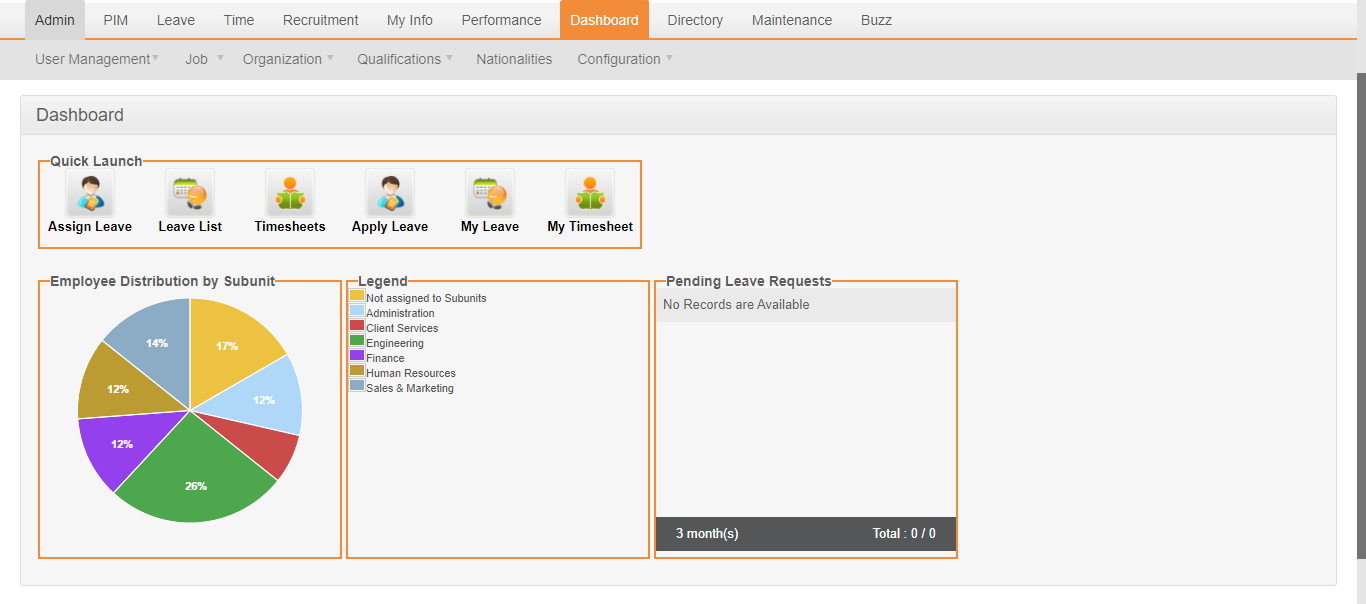 Admin PIM Leave Time Recruitment My Info Performance Dashboard Directory Maintenance Buzz
User Management Job Organization Qualifications Nationalities Configuration
Dashboard
Quick Launch
Assign Leave Leave List Timesheets Apply Leave My Leave My Timesheet
Employee Distribution by Subunit
17%
12%
26%
12%
12%
14%
Legend
Not assigned to Subunits
Administration
Client Services
Engineering
Finance
Human Resources
Sales & Marketing
Pending Leave Requests
No Records are Available
3 month(s) Total : 0 / 0